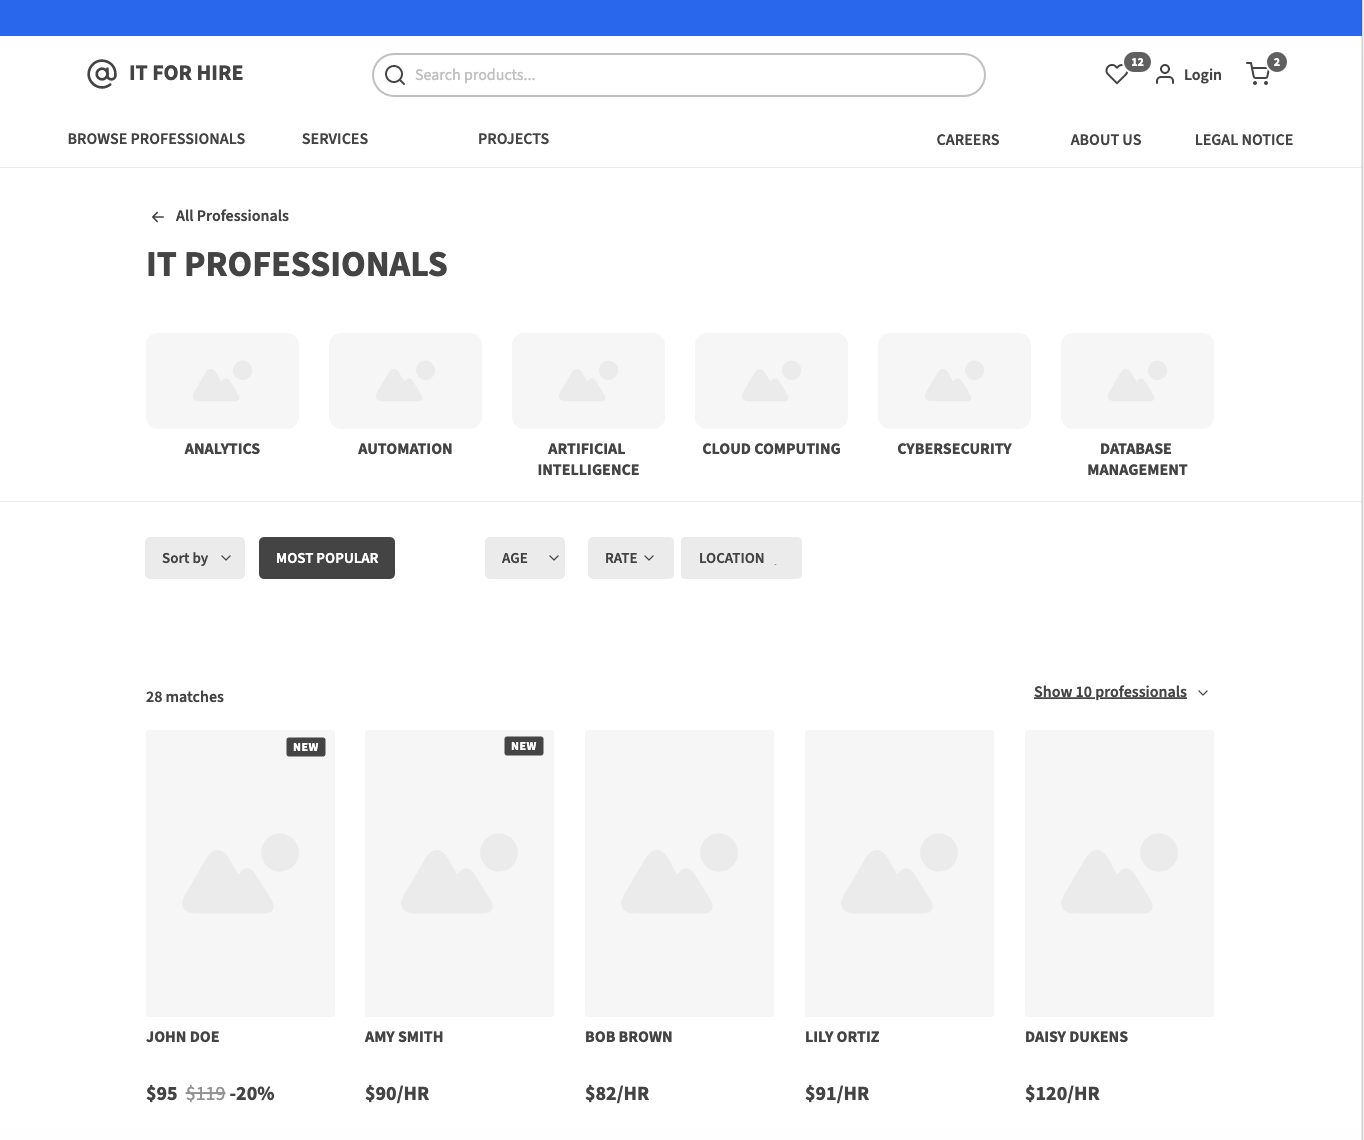 @ IT FOR HIRE
Search products...
12
Login
2
BROWSE PROFESSIONALS
SERVICES
PROJECTS
CAREERS
ABOUT US
LEGAL NOTICE
All Professionals
IT PROFESSIONALS
ANALYTICS
AUTOMATION
ARTIFICIAL
INTELLIGENCE
CLOUD COMPUTING
CYBERSECURITY
DATABASE
MANAGEMENT
Sort by
MOST POPULAR
AGE
RATE
LOCATION
28 matches
Show 10 professionals
NEW
NEW
JOHN DOE
AMY SMITH
BOB BROWN
LILY ORTIZ
DAISY DUKENS
$95 $119 -20%
$90/HR
$82/HR
$91/HR
$120/HR